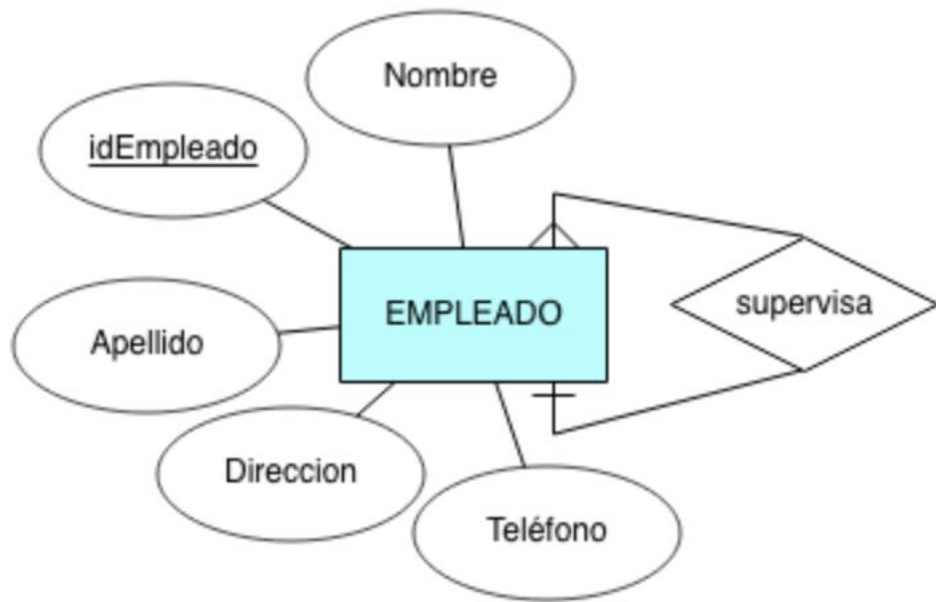 Nombre
idEmpleado
EMPLEADO
supervisa
Apellido
Direccion
Teléfono